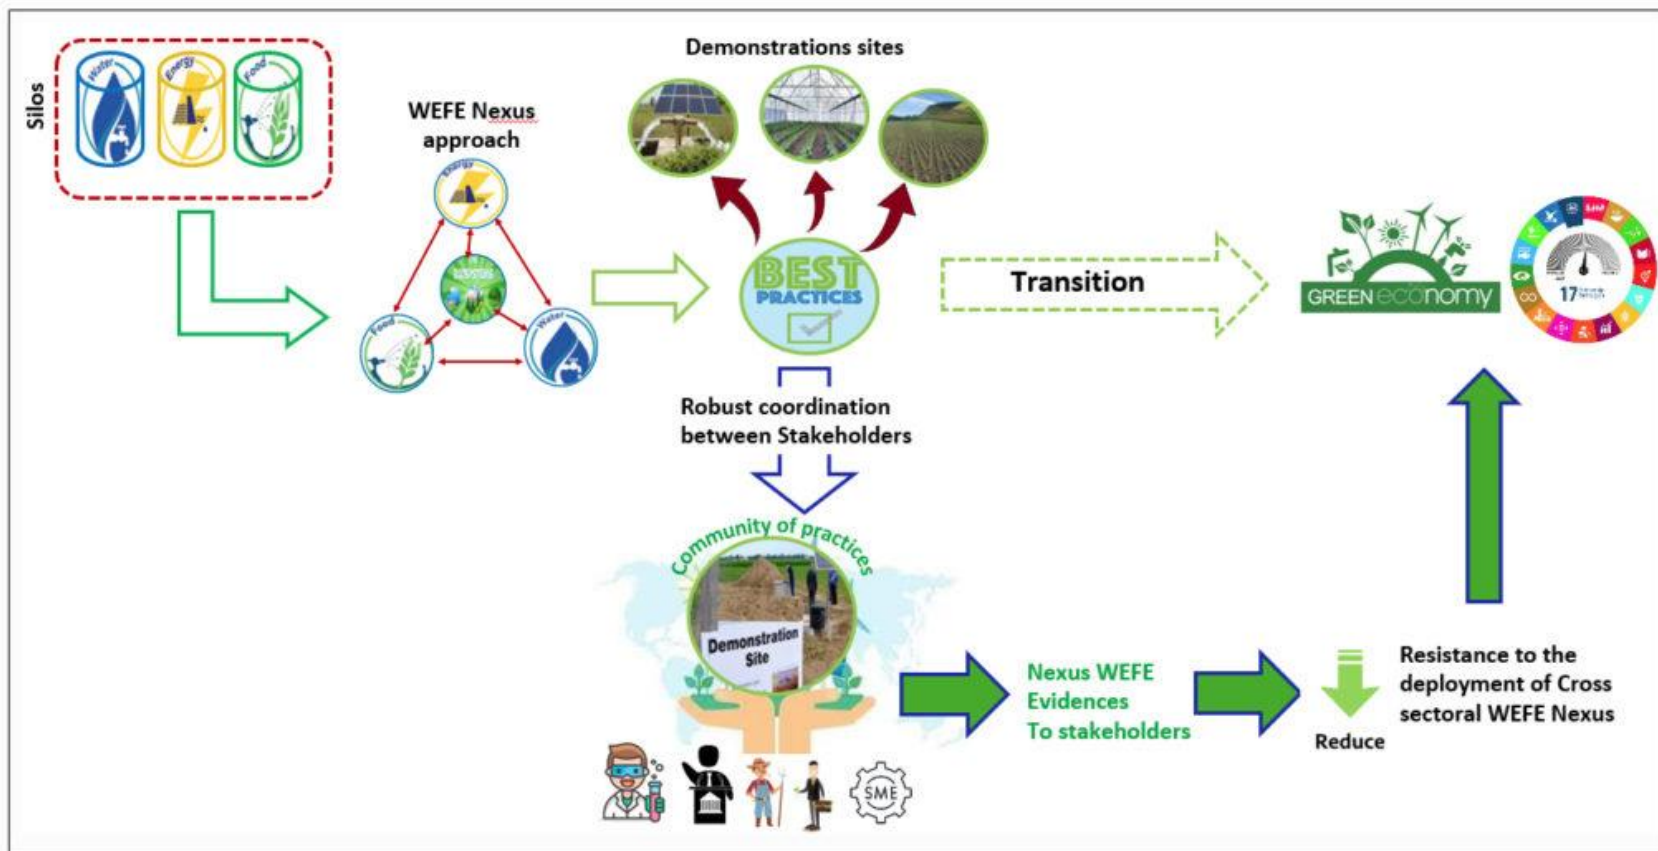 Silos
Water
Energy
Food
WEFE Nexus
approach
Energy
Food
Water
Demonstrations sites
BEST
PRACTICES
Transition
GREEN economy
17
Robust coordination
between Stakeholders
Community of practices
Demonstration
Site
SME
Nexus WEFE
Evidences
To stakeholders
Reduce
Resistance to the
deployment of Cross
sectoral WEFE Nexus